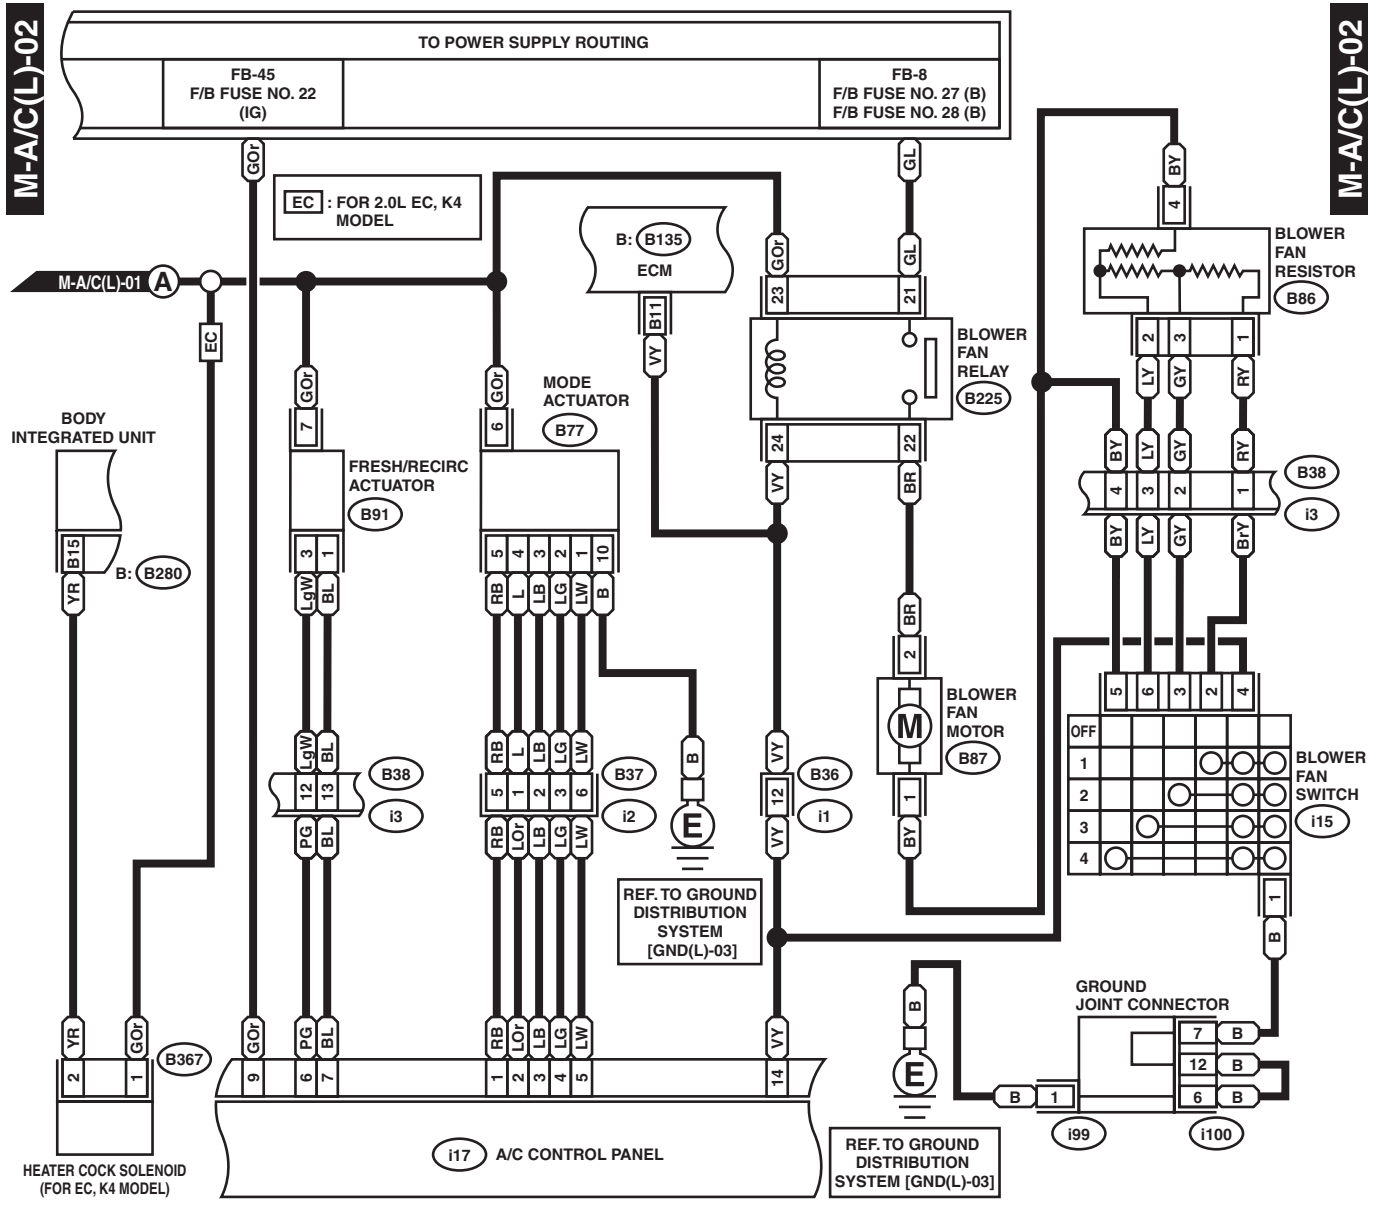 M-A/C(L)-02
M-A/C(L)-02
TO POWER SUPPLY ROUTING
FB-45
F/B FUSE NO. 22
(IG)
FB-8
F/B FUSE NO. 27 (B)
F/B FUSE NO. 28 (B)
GOr
GL
BY
4
EC : FOR 2.0L EC, K4
MODEL
B: B135
ECM
B11
VY
GOr
GL
23
21
BLOWER
FAN
RESISTOR
B86
M-A/C(L)-01 A
EC
2 3 1
LY GY RY
BLOWER
FAN
RELAY
B225
24
22
VY
BR
GOr
7
GOr
6
MODE
ACTUATOR
B77
BODY
INTEGRATED UNIT
B15
YR
B: B280
FRESH/RECIRC
ACTUATOR
B91
3 1
LgW BL
5 4 3 2 1 10
RB L LB LG LW B
BY LY GY RY
4 3 2 1
B38
i3
BY LY GY BrY
BR
2
M
BLOWER
FAN
MOTOR
B87
1
BY
5 6 3 2 4
OFF
1
2
3
4
BLOWER
FAN
SWITCH
i15
1
B
LgW BL
12 13
B38
i3
PG BL
RB L LB LG LW
5 1 2 3 6
B37
i2
RB LOr LB LG LW
B
E
REF. TO GROUND
DISTRIBUTION
SYSTEM
[GND(L)-03]
VY
12
B36
i1
VY
B
E
REF. TO GROUND
DISTRIBUTION
SYSTEM [GND(L)-03]
GROUND
JOINT CONNECTOR
7 B
12 B
6 B
B 1
i99
i100
YR
GOr
2
1
B367
HEATER COCK SOLENOID
(FOR EC, K4 MODEL)
GOr PG BL RB LOr LB LG LW VY
9 6 7 1 2 3 4 5 14
i17 A/C CONTROL PANEL